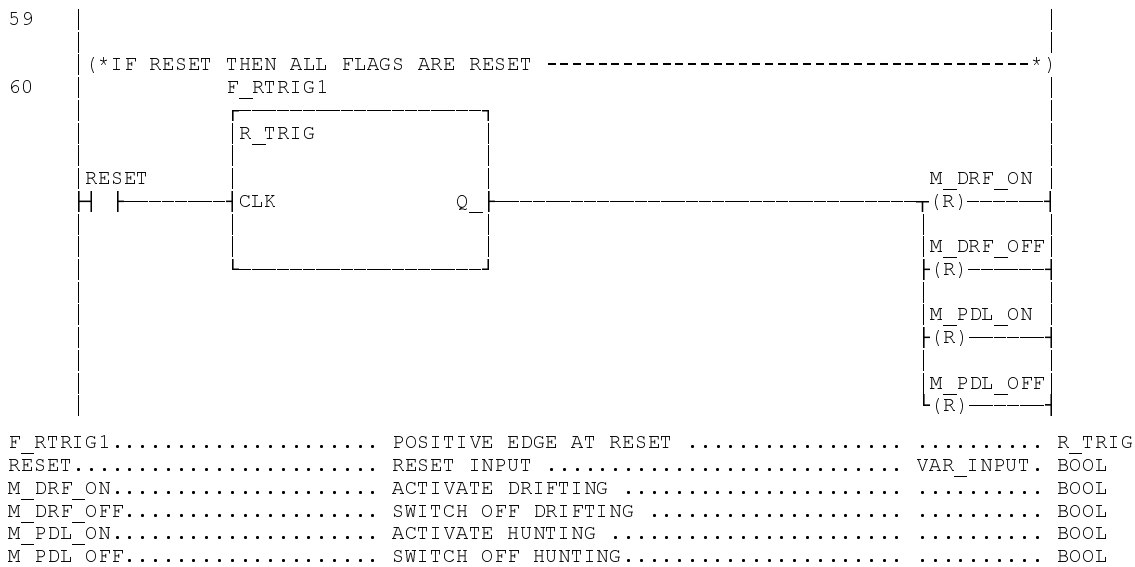 59
(*IF RESET THEN ALL FLAGS ARE RESET --------------------------------------*)
60 F_RTRIG1
R_TRIG
RESET M_DRF_ON
CLK Q_ (R)
M_DRF_OFF
(R)
M_PDL_ON
(R)
M_PDL_OFF
(R)
F_RTRIG1..................... POSITIVE EDGE AT RESET ................. .......... R_TRIG
RESET........................ RESET INPUT ............................ VAR_INPUT. BOOL
M_DRF_ON..................... ACTIVATE DRIFTING ...................... .......... BOOL
M_DRF_OFF.................... SWITCH OFF DRIFTING .................... .......... BOOL
M_PDL_ON..................... ACTIVATE HUNTING ....................... .......... BOOL
M_PDL_OFF.................... SWITCH OFF HUNTING...................... .......... BOOL